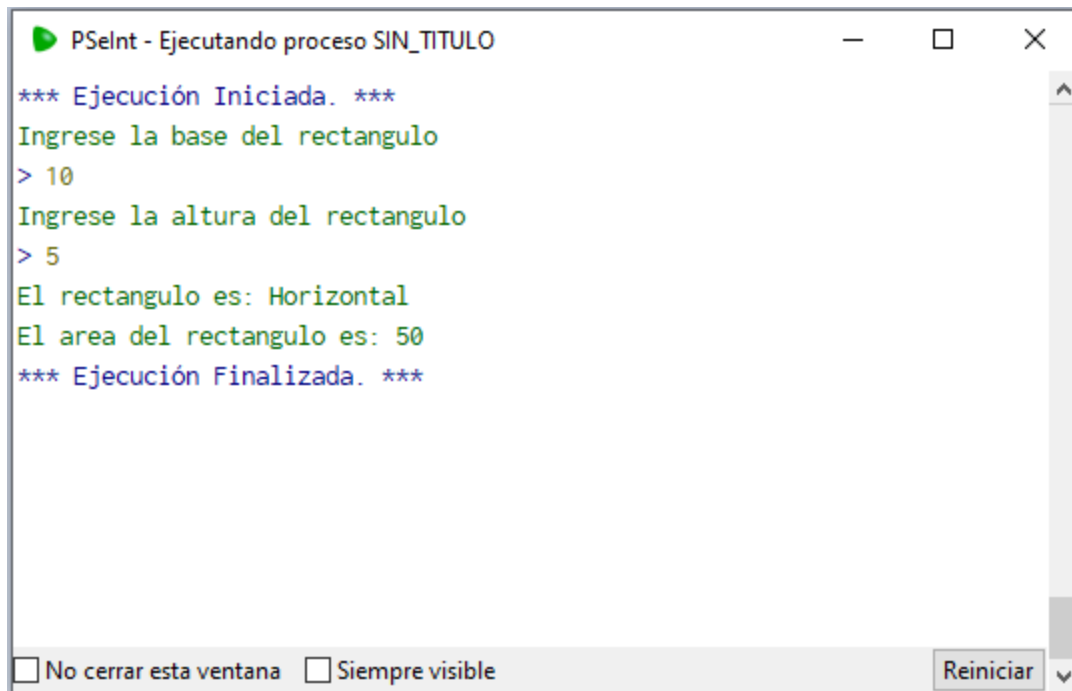 PSeInt - Ejecutando proceso SIN_TITULO
*** Ejecución Iniciada. ***
Ingrese la base del rectangulo
> 10
Ingrese la altura del rectangulo
> 5
El rectangulo es: Horizontal
El area del rectangulo es: 50
*** Ejecución Finalizada. ***
No cerrar esta ventana Siempre visible Reiniciar